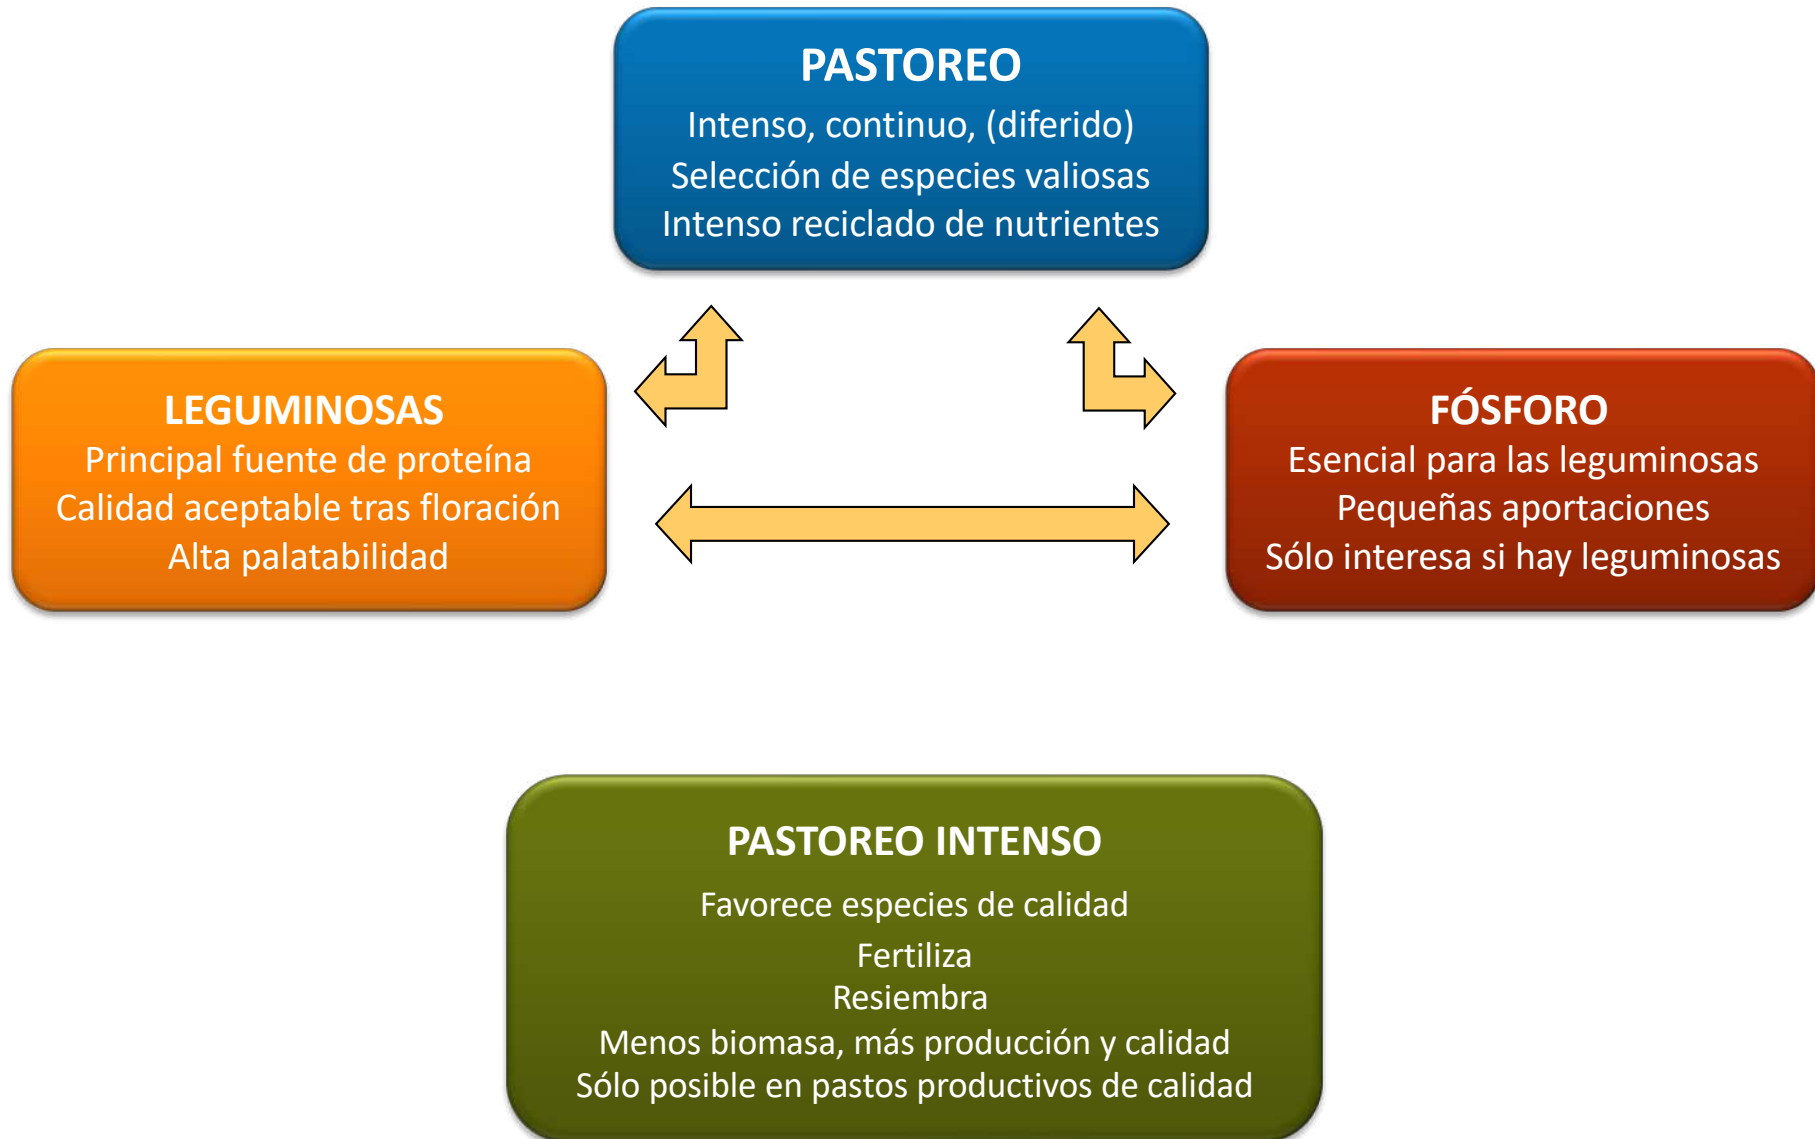 PASTOREO
Intenso, continuo, (diferido)
Selección de especies valiosas
Intenso reciclado de nutrientes
LEGUMINOSAS
Principal fuente de proteína
Calidad aceptable tras floración
Alta palatabilidad
FÓSFORO
Esencial para las leguminosas
Pequeñas aportaciones
Sólo interesa si hay leguminosas
PASTOREO INTENSO
Favorece especies de calidad
Fertiliza
Resiembra
Menos biomasa, más producción y calidad
Sólo posible en pastos productivos de calidad